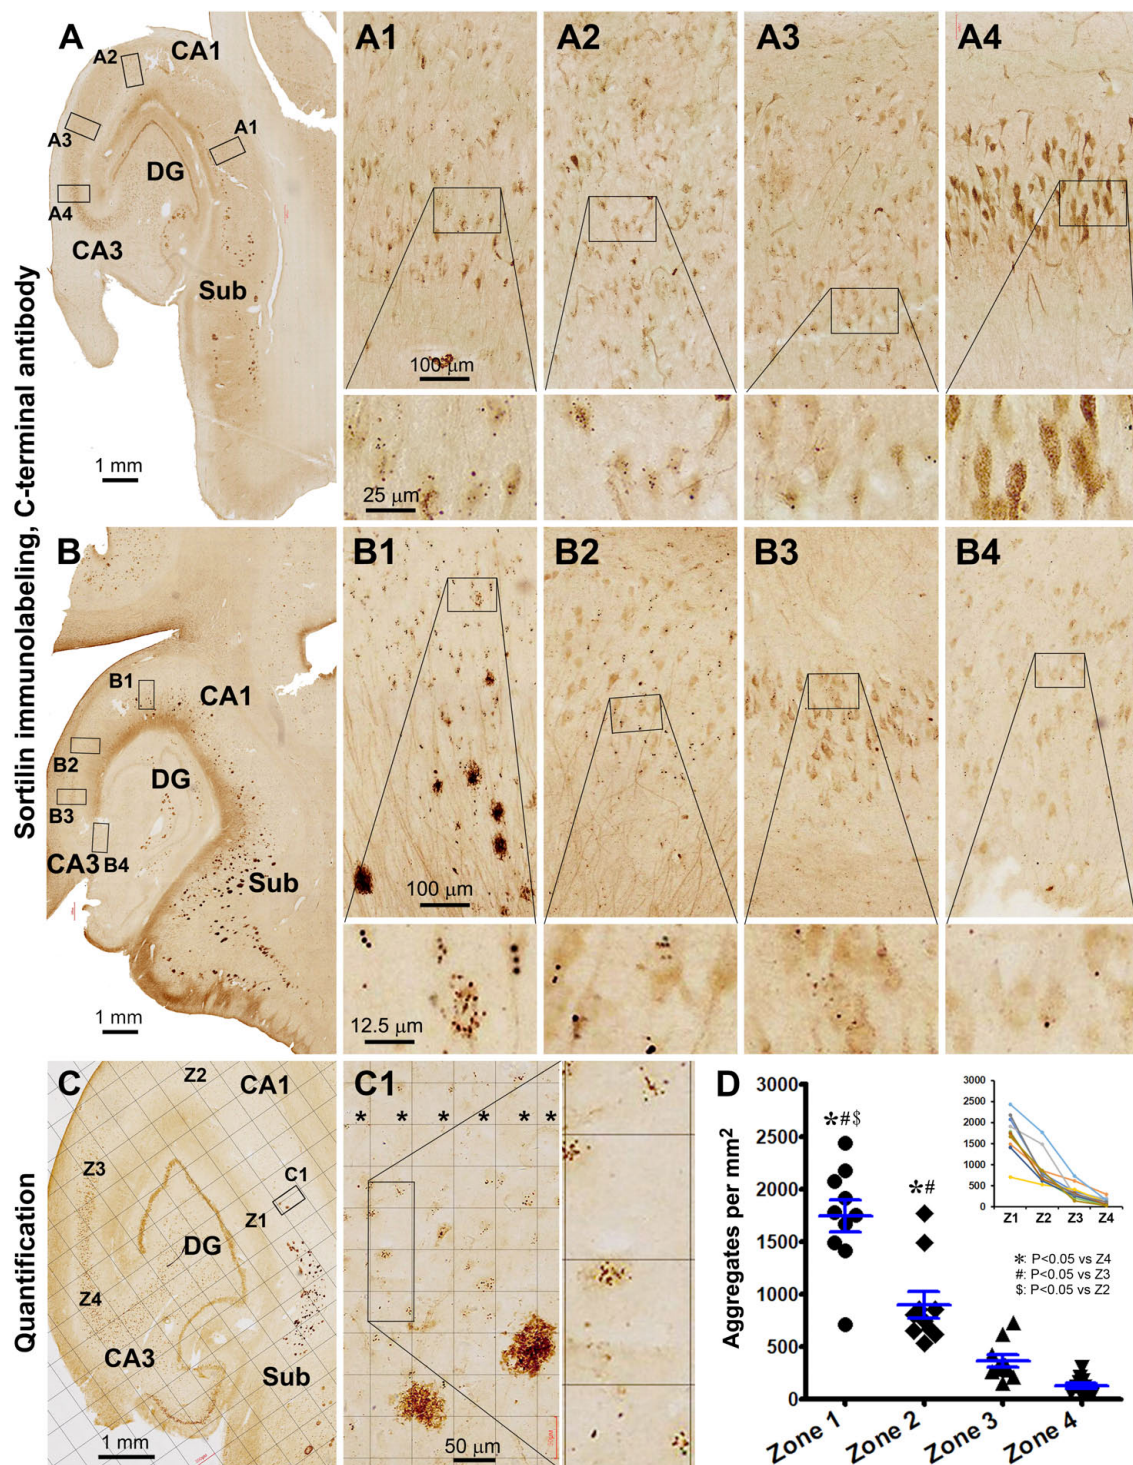 Sortilin immunolabeling, C-terminal antibody
A
CA1
A2
A3
A1
DG
A4
CA3
Sub
1 mm
A1
100 µm
25 µm
A2
A3
A4
B
B1
CA1
B2
DG
B3
CA3
B4
Sub
1 mm
B1
100 µm
12.5 µm
B2
B3
B4
Quantification
C
Z2
CA1
Z3
C1
Z1
DG
Z4
CA3
Sub
1 mm
C1
* * * * * *
50 µm
D
Aggregates per mm²
3000
2500
2000
1500
1000
500
0
*#$
*#
Zone 1
Zone 2
Zone 3
Zone 4
3000
2500
2000
1500
1000
500
0
Z1 Z2 Z3 Z4
*: P<0.05 vs Z4
#: P<0.05 vs Z3
$: P<0.05 vs Z2